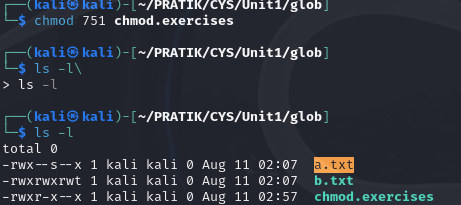 ┌──(kali㉿kali)-[~/PRATIK/CYS/Unit1/glob]
└─$ chmod 751 chmod.exercises
┌──(kali㉿kali)-[~/PRATIK/CYS/Unit1/glob]
└─$ ls -l\
> ls -l
┌──(kali㉿kali)-[~/PRATIK/CYS/Unit1/glob]
└─$ ls -l
total 0
-rwx--s--x 1 kali kali 0 Aug 11 02:07 a.txt
-rwxrwxrwt 1 kali kali 0 Aug 11 02:07 b.txt
-rwxr-x--x 1 kali kali 0 Aug 11 02:57 chmod.exercises